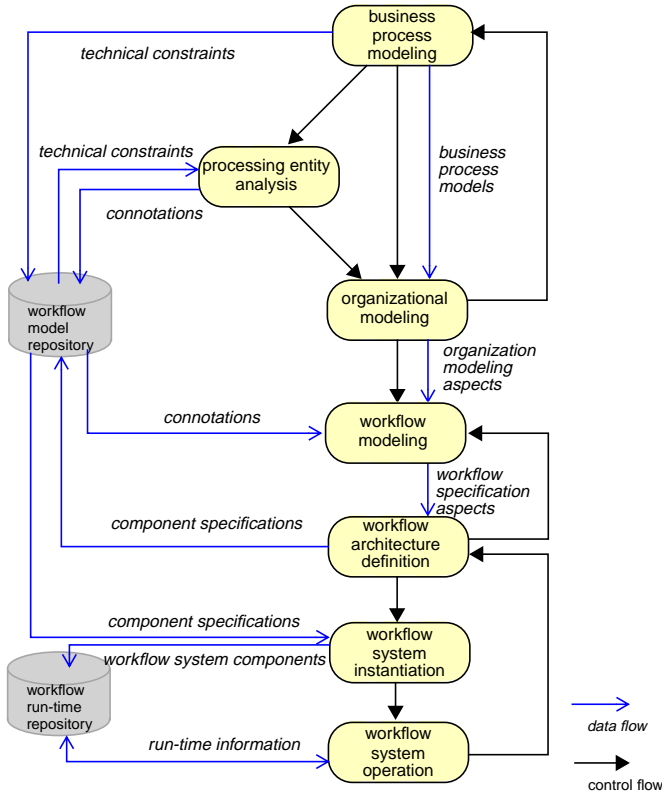 business
process
modeling
technical constraints
technical constraints
processing entity
analysis
business
process
models
connotations
organizational
modeling
workflow
model
repository
organization
modeling
aspects
connotations
workflow
modeling
workflow
specification
aspects
component specifications
workflow
architecture
definition
component specifications
workflow
system
instantiation
workflow system components
workflow
run-time
repository
data flow
run-time information
workflow
system
operation
control flow